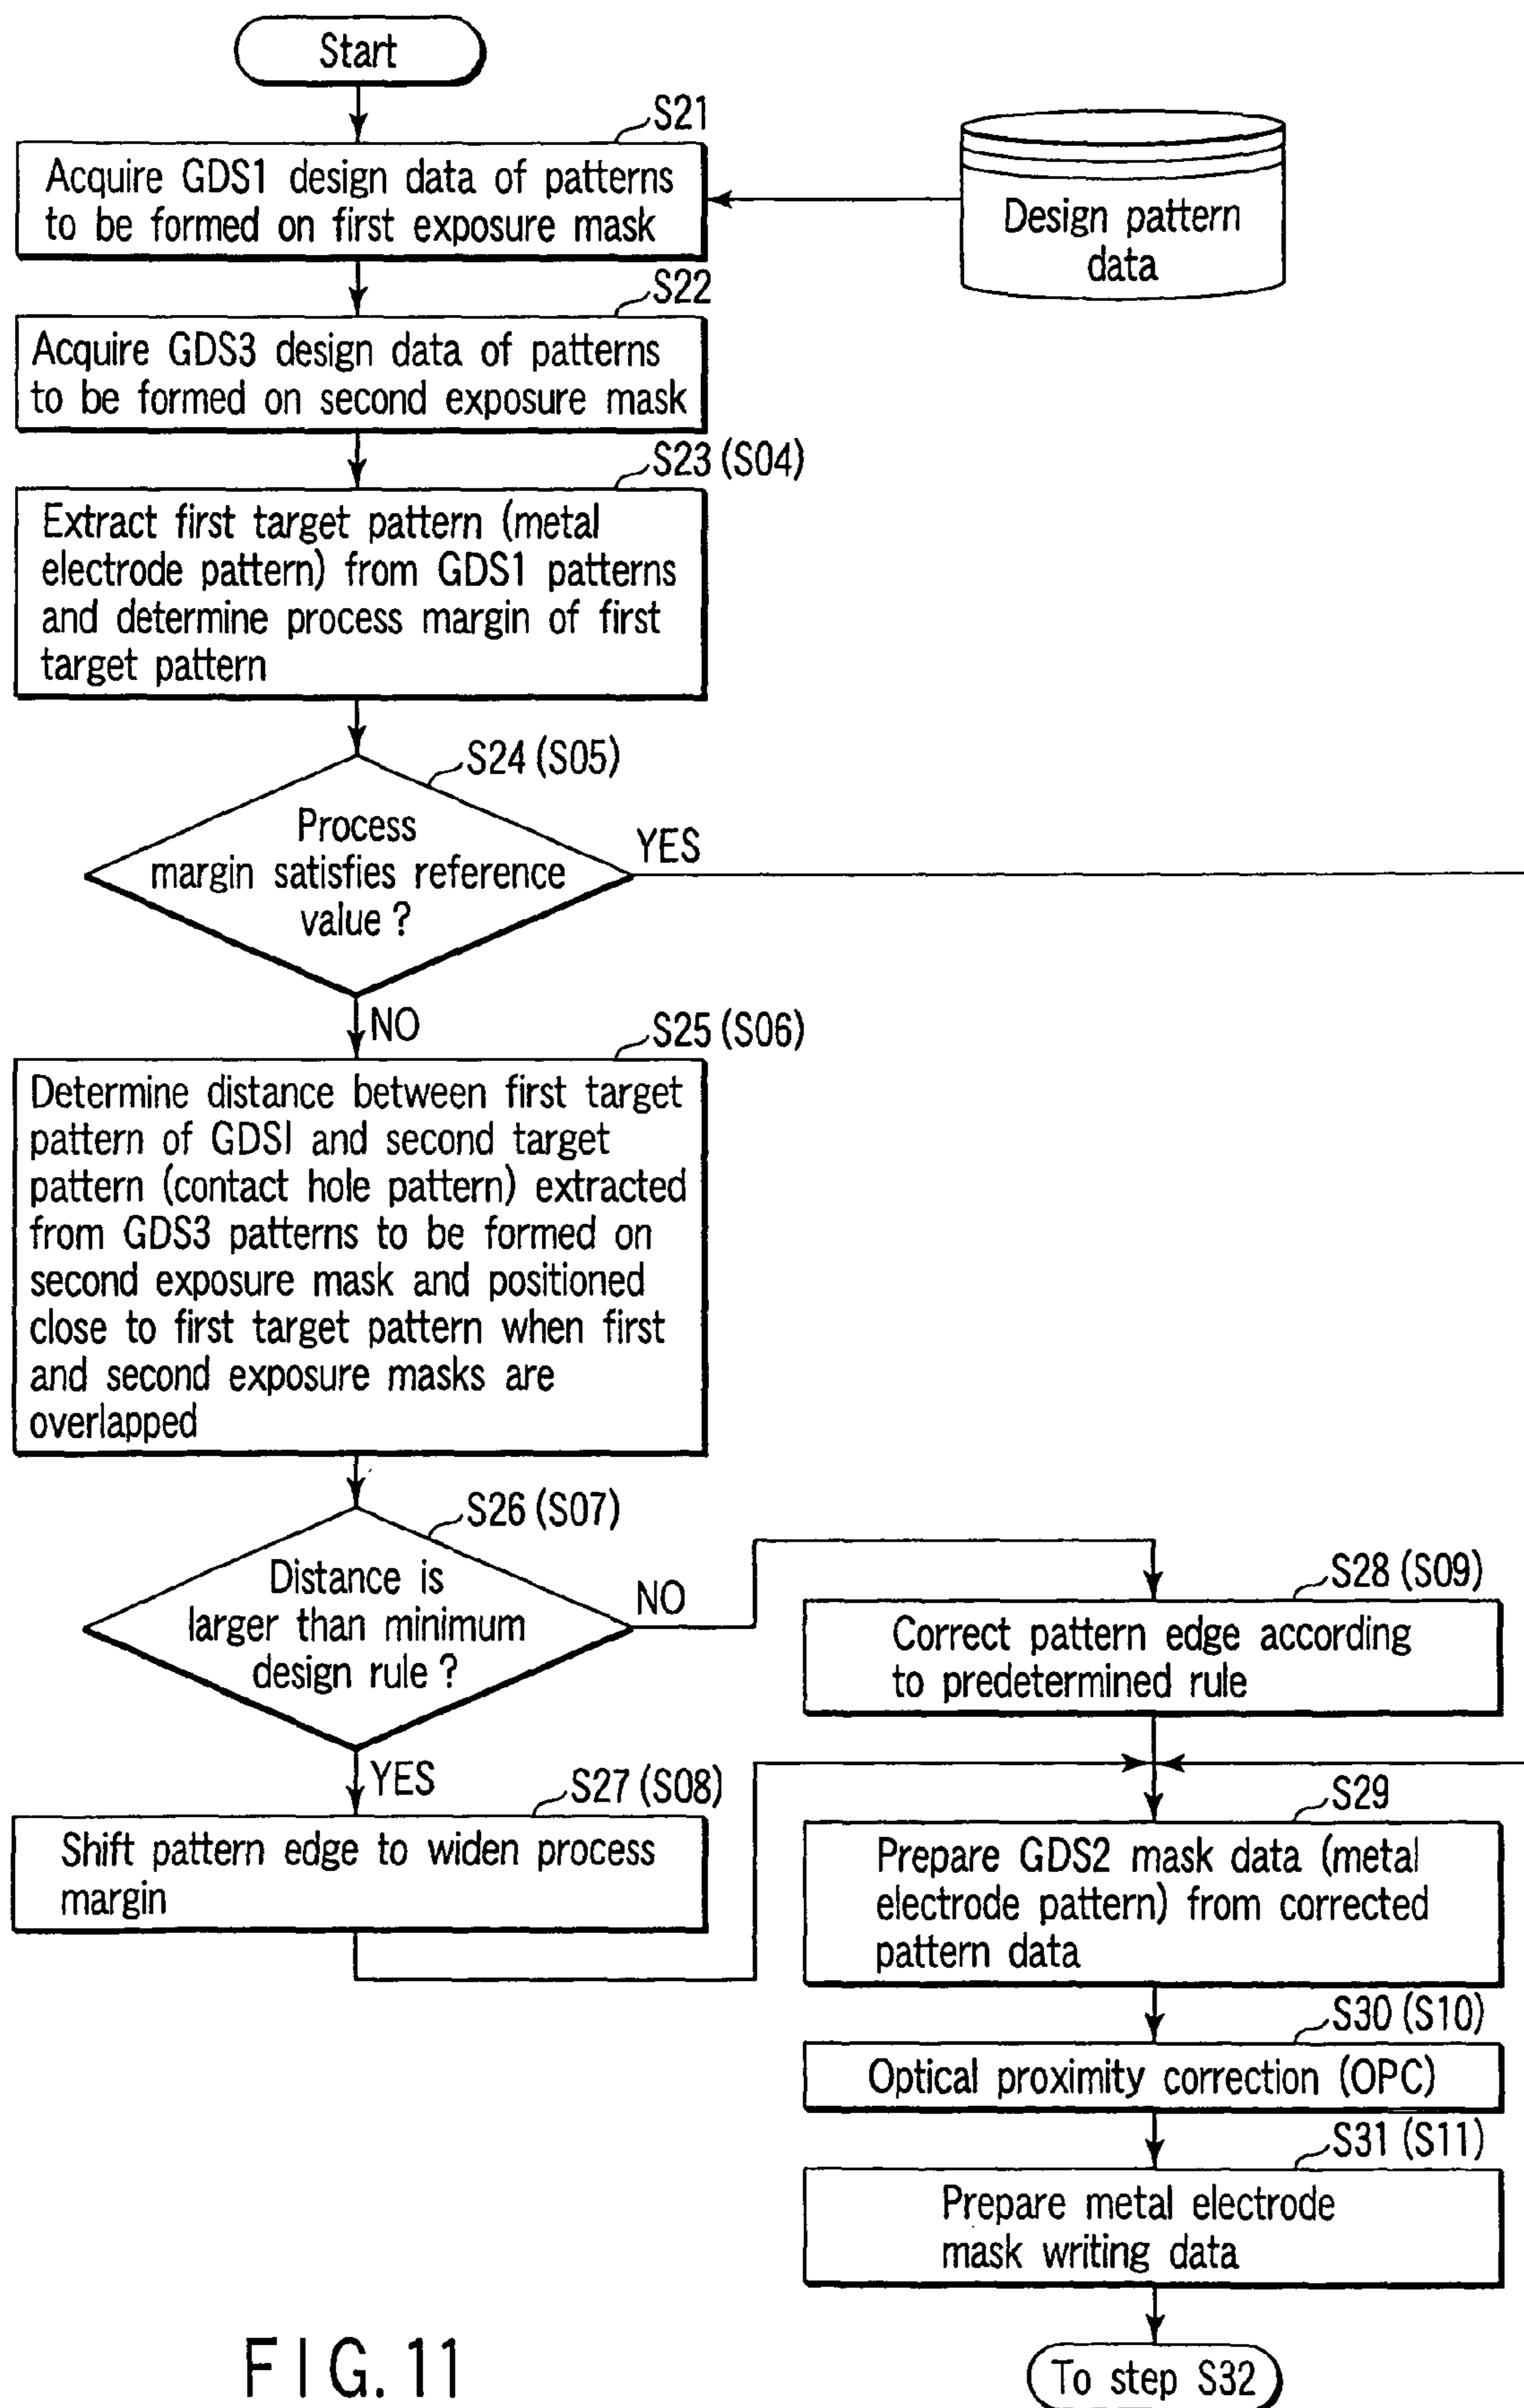 Start
S21
Acquire GDS1 design data of patterns
to be formed on first exposure mask
Design pattern
data
S22
Acquire GDS3 design data of patterns
to be formed on second exposure mask
S23 (S04)
Extract first target pattern (metal
electrode pattern) from GDS1 patterns
and determine process margin of first
target pattern
S24 (S05)
Process
margin satisfies reference
value ?
YES
NO
S25 (S06)
Determine distance between first target
pattern of GDSI and second target
pattern (contact hole pattern) extracted
from GDS3 patterns to be formed on
second exposure mask and positioned
close to first target pattern when first
and second exposure masks are
overlapped
S26 (S07)
Distance is
larger than minimum
design rule ?
NO
YES
S27 (S08)
Shift pattern edge to widen process
margin
S28 (S09)
Correct pattern edge according
to predetermined rule
S29
Prepare GDS2 mask data (metal
electrode pattern) from corrected
pattern data
S30 (S10)
Optical proximity correction (OPC)
S31 (S11)
Prepare metal electrode
mask writing data
To step S32
FIG. 11